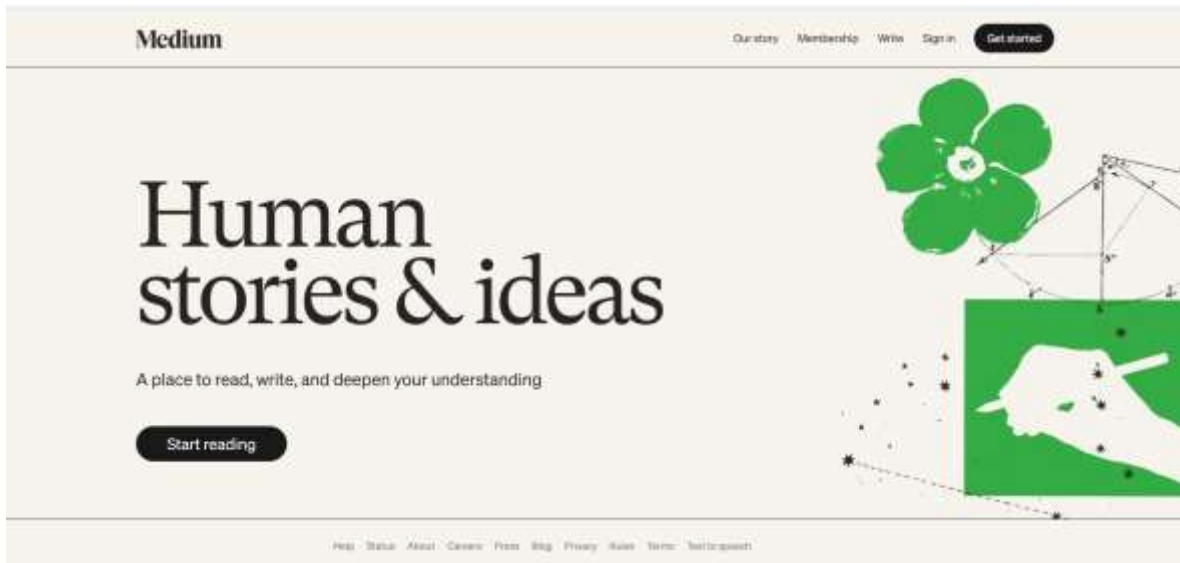 Medium
Our story Membership Write Sign in Get started
Human
stories & ideas
A place to read, write, and deepen your understanding
Start reading
Help Status About Careers Press Blog Privacy Rules Terms Text to speech